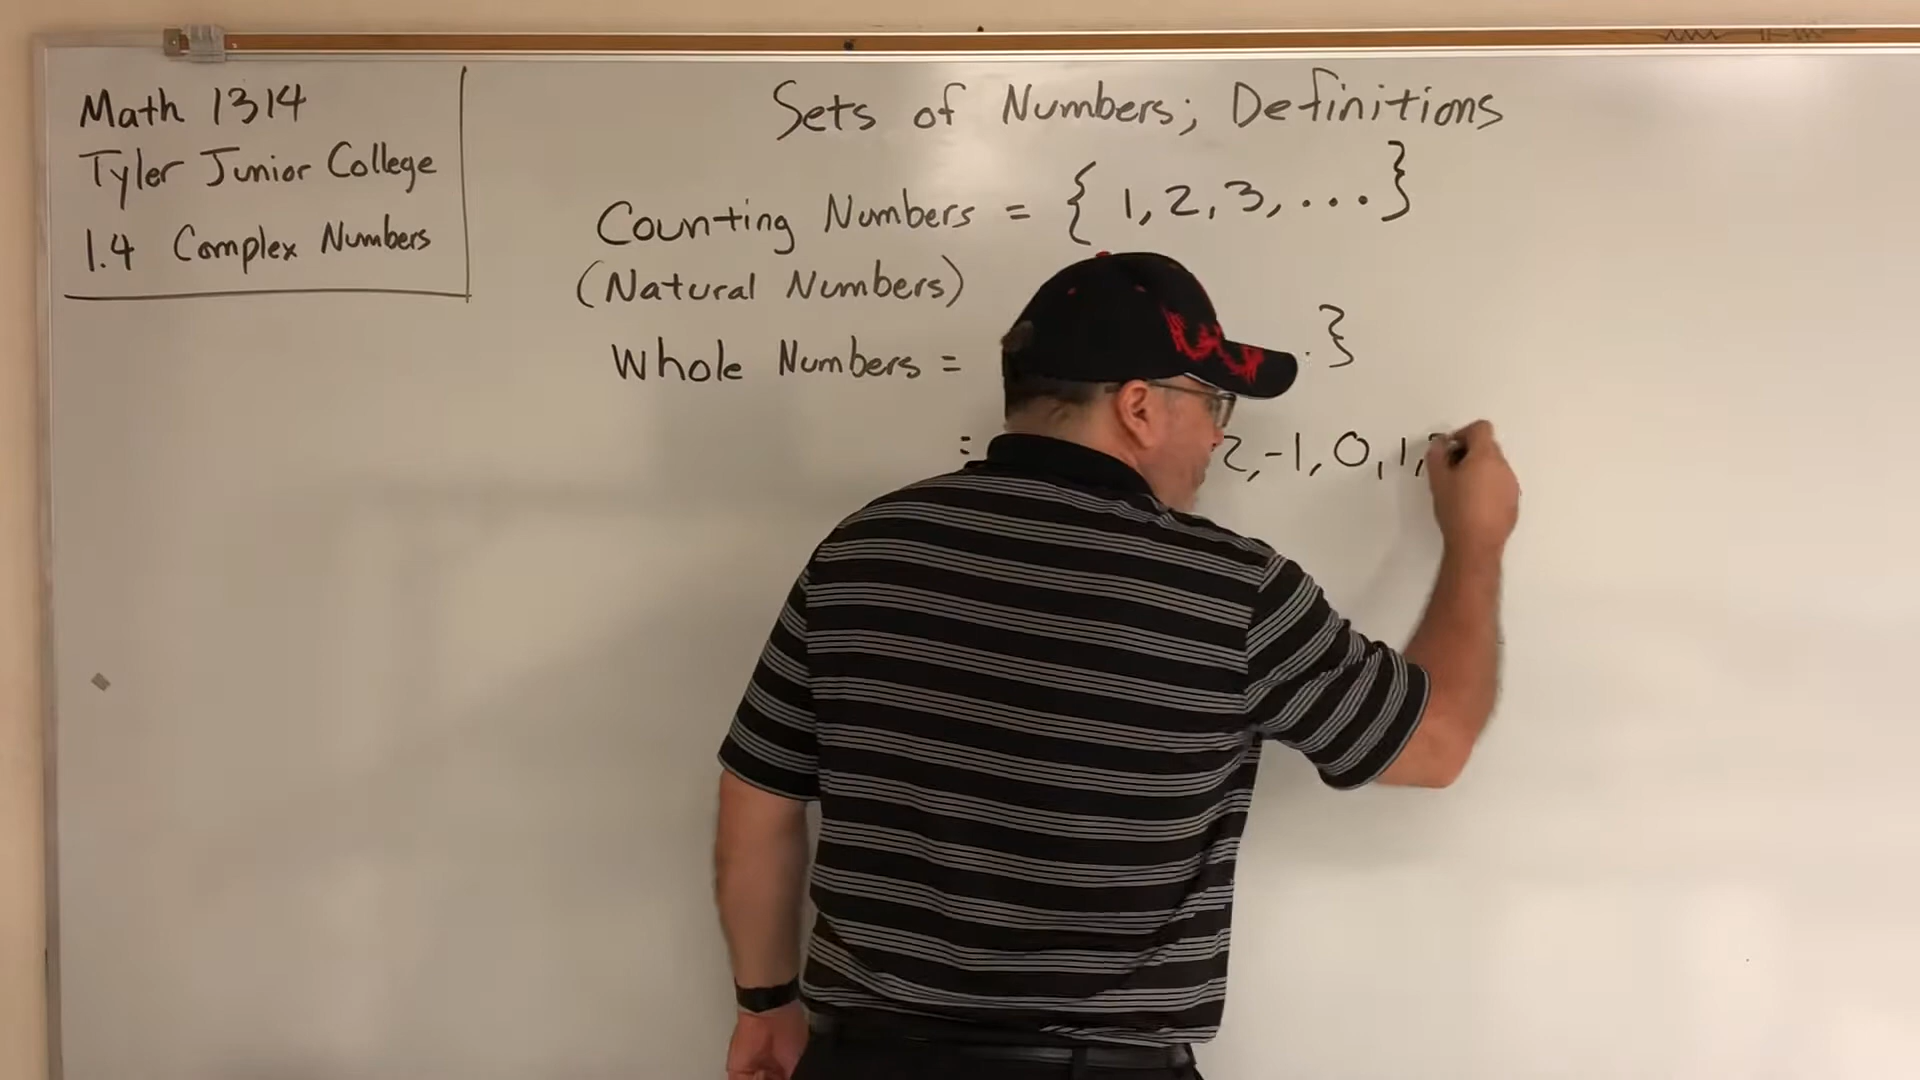 Math 1314
Tyler Junior College
1.4 Complex Numbers
Sets of Numbers; Definitions
Counting Numbers = { 1, 2, 3, ... }
(Natural Numbers)
Whole Numbers = . }
= 2, -1, 0, 1,